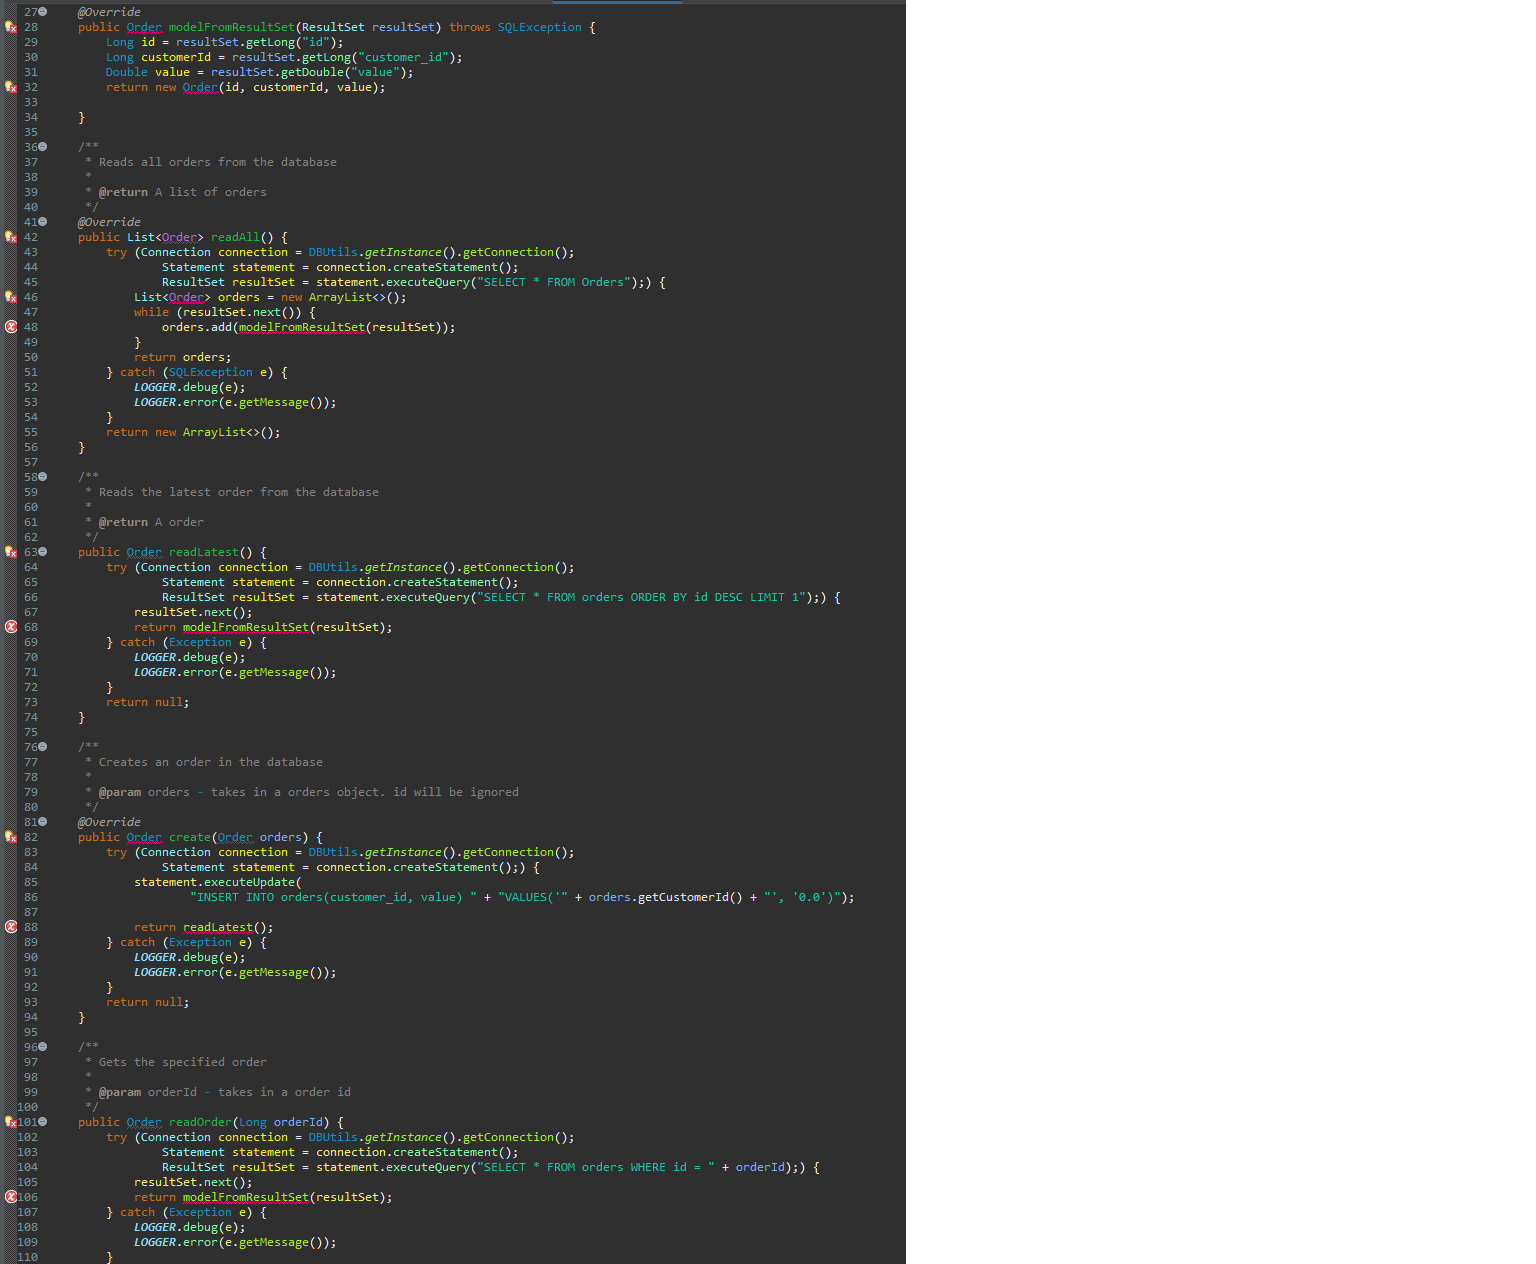 27 @Override
28 public Order modelFromResultSet(ResultSet resultSet) throws SQLException {
29 Long id = resultSet.getLong("id");
30 Long customerId = resultSet.getLong("customer_id");
31 Double value = resultSet.getDouble("value");
32 return new Order(id, customerId, value);
33
34 }
35
36 /**
37 * Reads all orders from the database
38 *
39 * @return A list of orders
40 */
41 @Override
42 public List<Order> readAll() {
43 try (Connection connection = DBUtils.getInstance().getConnection();
44 Statement statement = connection.createStatement();
45 ResultSet resultSet = statement.executeQuery("SELECT * FROM Orders");) {
46 List<Order> orders = new ArrayList<>();
47 while (resultSet.next()) {
48 orders.add(modelFromResultSet(resultSet));
49 }
50 return orders;
51 } catch (SQLException e) {
52 LOGGER.debug(e);
53 LOGGER.error(e.getMessage());
54 }
55 return new ArrayList<>();
56 }
57
58 /**
59 * Reads the latest order from the database
60 *
61 * @return A order
62 */
63 public Order readLatest() {
64 try (Connection connection = DBUtils.getInstance().getConnection();
65 Statement statement = connection.createStatement();
66 ResultSet resultSet = statement.executeQuery("SELECT * FROM orders ORDER BY id DESC LIMIT 1");) {
67 resultSet.next();
68 return modelFromResultSet(resultSet);
69 } catch (Exception e) {
70 LOGGER.debug(e);
71 LOGGER.error(e.getMessage());
72 }
73 return null;
74 }
75
76 /**
77 * Creates an order in the database
78 *
79 * @param orders - takes in a orders object. id will be ignored
80 */
81 @Override
82 public Order create(Order orders) {
83 try (Connection connection = DBUtils.getInstance().getConnection();
84 Statement statement = connection.createStatement();) {
85 statement.executeUpdate(
86 "INSERT INTO orders(customer_id, value) " + "VALUES('" + orders.getCustomerId() + "', '0.0')");
87
88 return readLatest();
89 } catch (Exception e) {
90 LOGGER.debug(e);
91 LOGGER.error(e.getMessage());
92 }
93 return null;
94 }
95
96 /**
97 * Gets the specified order
98 *
99 * @param orderId - takes in a order id
100 */
101 public Order readOrder(Long orderId) {
102 try (Connection connection = DBUtils.getInstance().getConnection();
103 Statement statement = connection.createStatement();
104 ResultSet resultSet = statement.executeQuery("SELECT * FROM orders WHERE id = " + orderId);) {
105 resultSet.next();
106 return modelFromResultSet(resultSet);
107 } catch (Exception e) {
108 LOGGER.debug(e);
109 LOGGER.error(e.getMessage());
110 }